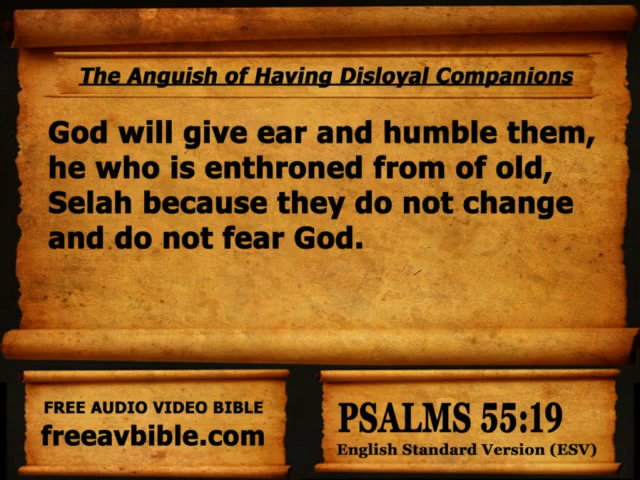 The Anguish of Having Disloyal Companions
God will give ear and humble them,
he who is enthroned from of old,
Selah because they do not change
and do not fear God.
FREE AUDIO VIDEO BIBLE
freeavbible.com
PSALMS 55:19
English Standard Version (ESV)